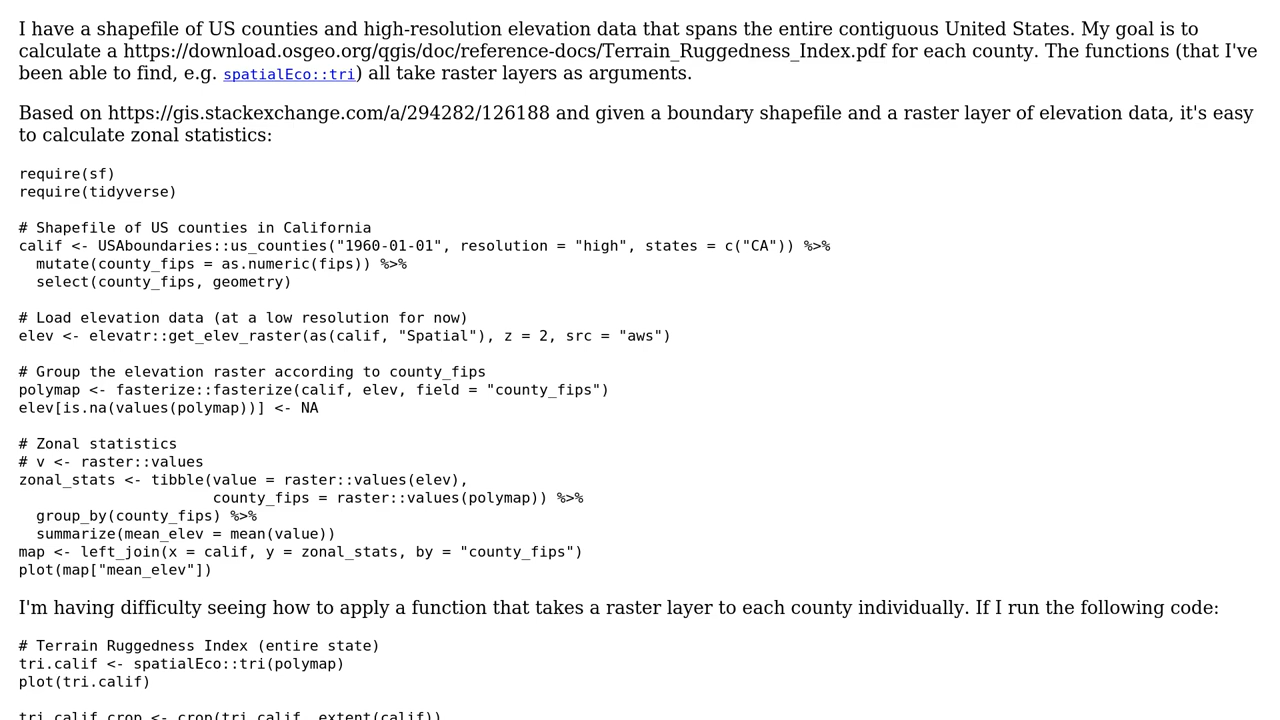 I have a shapefile of US counties and high-resolution elevation data that spans the entire contiguous United States. My goal is to
calculate a https://download.osgeo.org/qgis/doc/reference-docs/Terrain_Ruggedness_Index.pdf for each county. The functions (that I've
been able to find, e.g. spatialEco::tri) all take raster layers as arguments.
Based on https://gis.stackexchange.com/a/294282/126188 and given a boundary shapefile and a raster layer of elevation data, it's easy
to calculate zonal statistics:
require(sf)
require(tidyverse)
# Shapefile of US counties in California
calif <- USAboundaries::us_counties("1960-01-01", resolution = "high", states = c("CA")) %>%
  mutate(county_fips = as.numeric(fips)) %>%
  select(county_fips, geometry)
# Load elevation data (at a low resolution for now)
elev <- elevatr::get_elev_raster(as(calif, "Spatial"), z = 2, src = "aws")
# Group the elevation raster according to county_fips
polymap <- fasterize::fasterize(calif, elev, field = "county_fips")
elev[is.na(values(polymap))] <- NA
# Zonal statistics
# v <- raster::values
zonal_stats <- tibble(value = raster::values(elev),
                      county_fips = raster::values(polymap)) %>%
  group_by(county_fips) %>%
  summarize(mean_elev = mean(value))
map <- left_join(x = calif, y = zonal_stats, by = "county_fips")
plot(map["mean_elev"])
I'm having difficulty seeing how to apply a function that takes a raster layer to each county individually. If I run the following code:
# Terrain Ruggedness Index (entire state)
tri.calif <- spatialEco::tri(polymap)
plot(tri.calif)
tri.calif.crop <- crop(tri.calif, extent(calif))